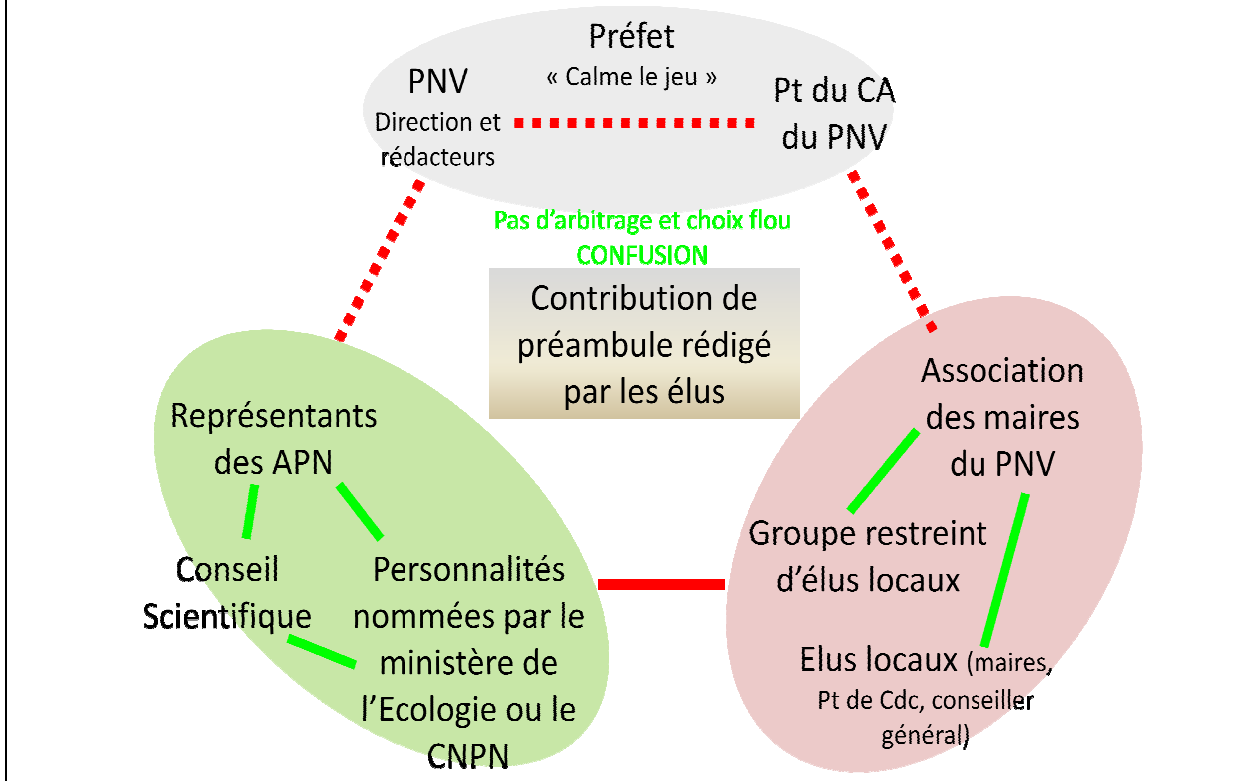 Préfet
« Calme le jeu »
PNV
Direction et
rédacteurs
Pt du CA
du PNV
Pas d'arbitrage et choix flou
CONFUSION
Contribution de
préambule rédigé
par les élus
Représentants
des APN
Conseil
Scientifique
Personnalités
nommées par le
ministère de
l'Ecologie ou le
CNPN
Association
des maires
du PNV
Groupe restreint
d'élus locaux
Elus locaux (maires,
Pt de Cdc, conseiller
général)